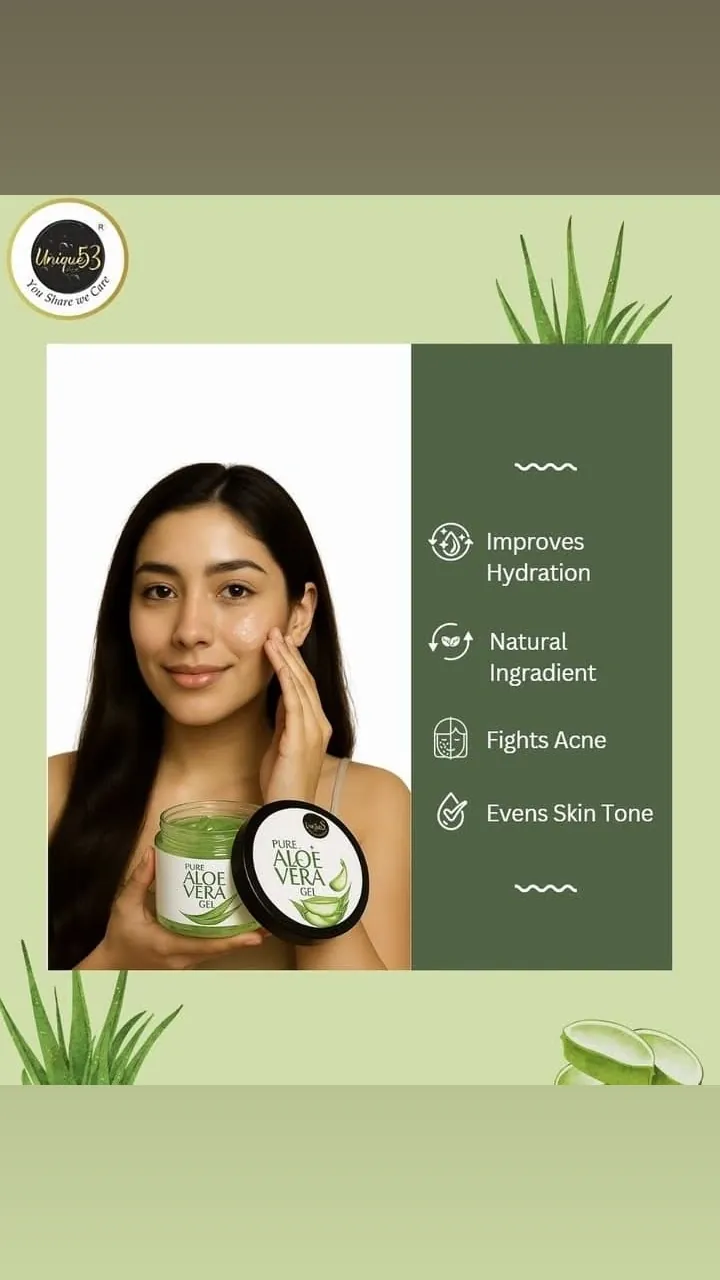 R
Unique53
You Share we Care
Improves
Hydration
Natural
Ingradient
Fights Acne
Evens Skin Tone
PURE
ALOE
VERA
GEL
PURE
ALOE
VERA
GEL